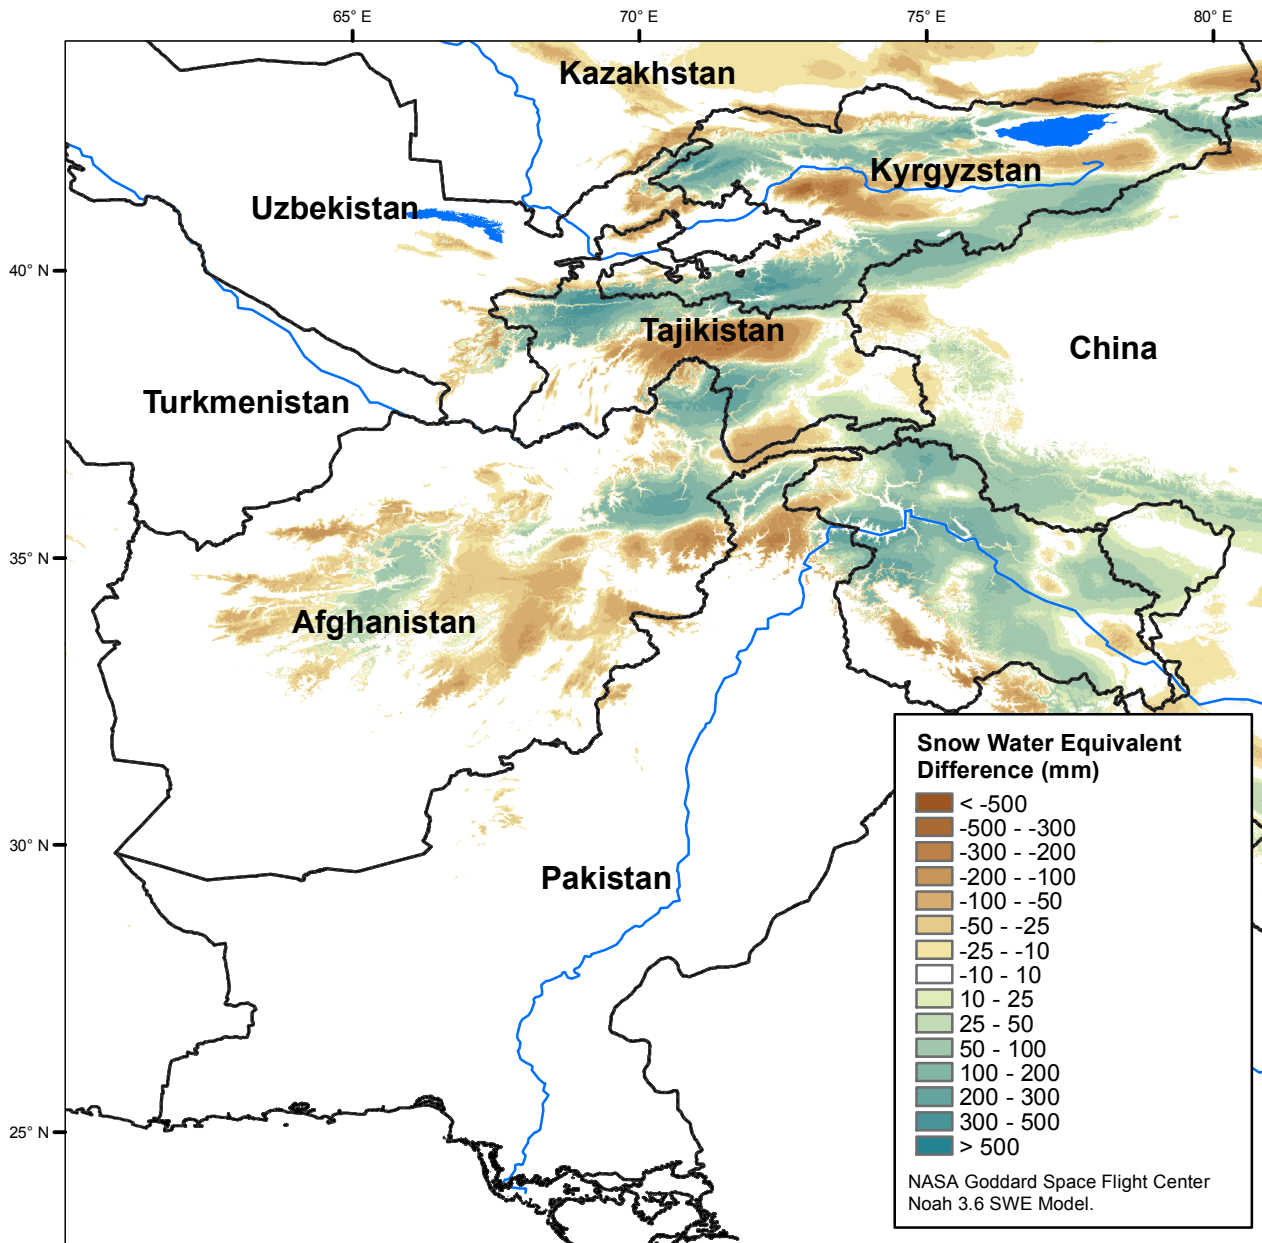 65° E
70° E
75° E
80° E
Kazakhstan
Kyrgyzstan
Uzbekistan
40° N
Tajikistan
China
Turkmenistan
35° N
Afghanistan
Snow Water Equivalent
Difference (mm)
< -500
-500 - -300
-300 - -200
-200 - -100
-100 - -50
-50 - -25
-25 - -10
-10 - 10
10 - 25
25 - 50
50 - 100
100 - 200
200 - 300
300 - 500
> 500
NASA Goddard Space Flight Center
Noah 3.6 SWE Model.
30° N
Pakistan
25° N